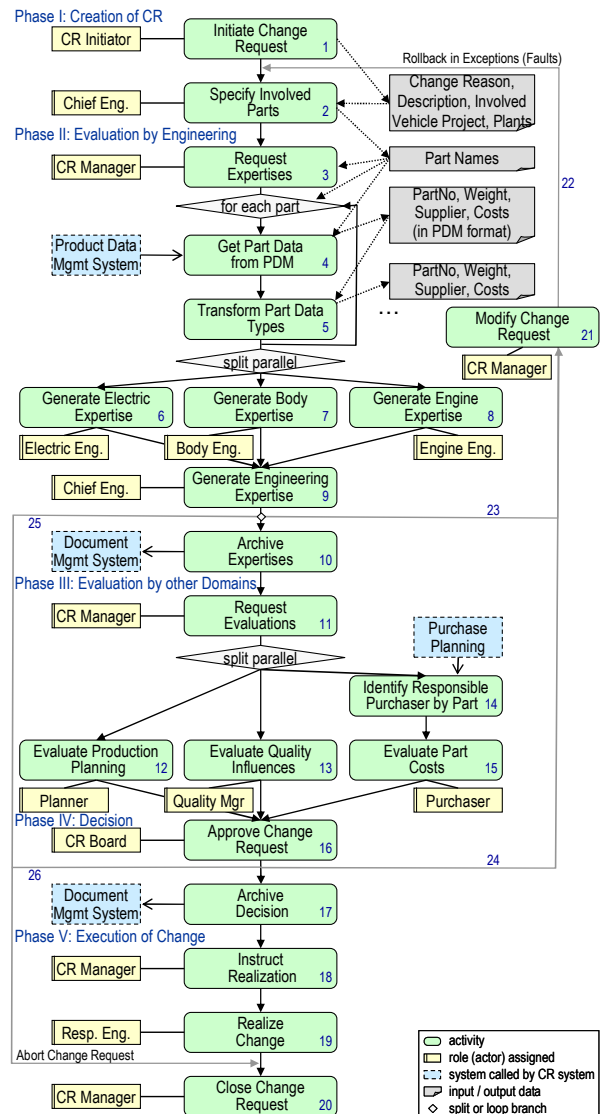 Phase I: Creation of CR
CR Initiator
Initiate Change
Request
1
Rollback in Exceptions (Faults)
Chief Eng.
Specify Involved
Parts
2
Change Reason,
Description, Involved
Vehicle Project, Plants
Phase II: Evaluation by Engineering
CR Manager
Request
Expertises
3
Part Names
22
for each part
PartNo, Weight,
Supplier, Costs
(in PDM format)
Product Data
Mgmt System
Get Part Data
from PDM
4
PartNo, Weight,
Supplier, Costs
Transform Part Data
Types
5
...
Modify Change
Request
21
CR Manager
split parallel
Generate Electric
Expertise
6
Generate Body
Expertise
7
Generate Engine
Expertise
8
Electric Eng.
Body Eng.
Engine Eng.
Chief Eng.
Generate Engineering
Expertise
9
23
25
Document
Mgmt System
Archive
Expertises
10
Phase III: Evaluation by other Domains
CR Manager
Request
Evaluations
11
Purchase
Planning
split parallel
Identify Responsible
Purchaser by Part
14
Evaluate Production
Planning
12
Evaluate Quality
Influences
13
Evaluate Part
Costs
15
Planner
Quality Mgr
Purchaser
Phase IV: Decision
CR Board
Approve Change
Request
16
24
26
Document
Mgmt System
Archive
Decision
17
Phase V: Execution of Change
CR Manager
Instruct
Realization
18
Resp. Eng.
Realize
Change
19
Abort Change Request
CR Manager
Close Change
Request
20
activity
role (actor) assigned
system called by CR system
input / output data
split or loop branch